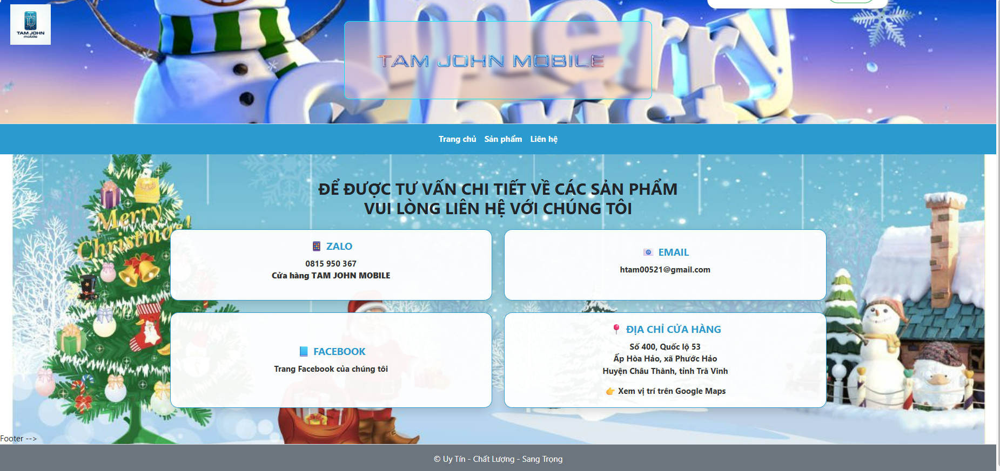 TAM JOHN
mobile
merry
Christmas
TAM JOHN MOBILE
Trang chủ Sản phẩm Liên hệ
ĐỂ ĐƯỢC TƯ VẤN CHI TIẾT VỀ CÁC SẢN PHẨM
VUI LÒNG LIÊN HỆ VỚI CHÚNG TÔI
Merry
Christmas!
ZALO
0815 950 367
Cửa hàng TAM JOHN MOBILE
EMAIL
htam00521@gmail.com
FACEBOOK
Trang Facebook của chúng tôi
ĐỊA CHỈ CỬA HÀNG
Số 400, Quốc lộ 53
Ấp Hòa Hảo, xã Phước Hảo
Huyện Châu Thành, tỉnh Trà Vinh
👉 Xem vị trí trên Google Maps
Footer -->
© Uy Tín - Chất Lượng - Sang Trọng